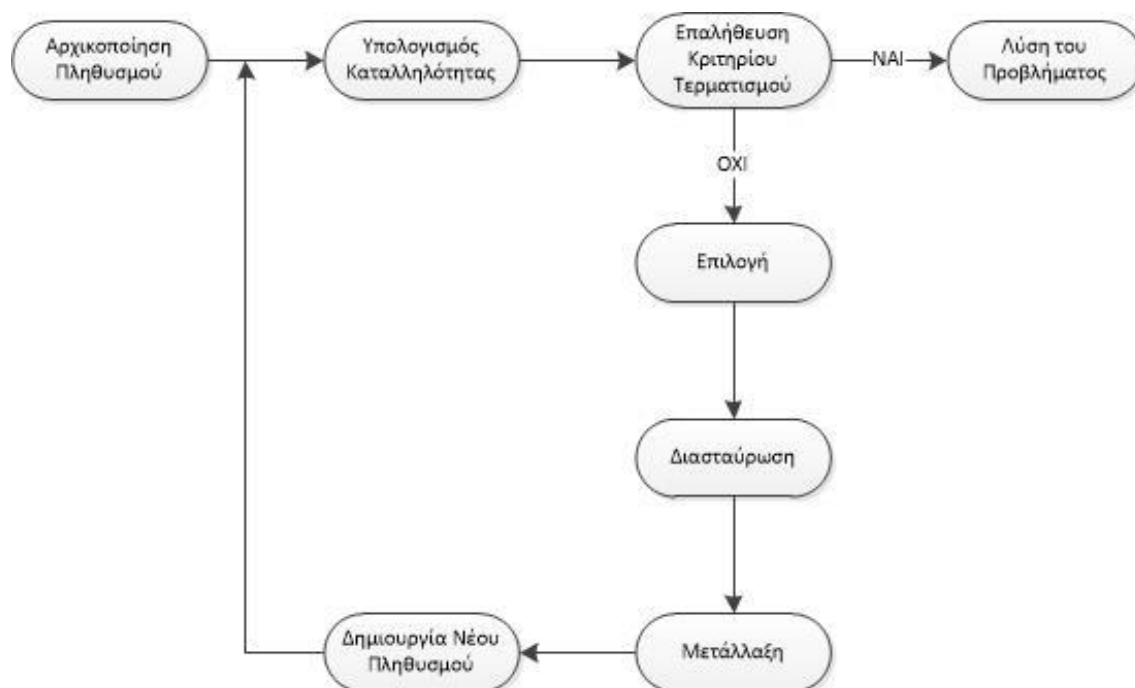 Αρχικοποίηση
Πληθυσμού
Υπολογισμός
Καταλληλότητας
Επαλήθευση
Κριτηρίου
Τερματισμού
ΝΑΙ
Λύση του
Προβλήματος
ΟΧΙ
Επιλογή
Διασταύρωση
Μετάλλαξη
Δημιουργία Νέου
Πληθυσμού